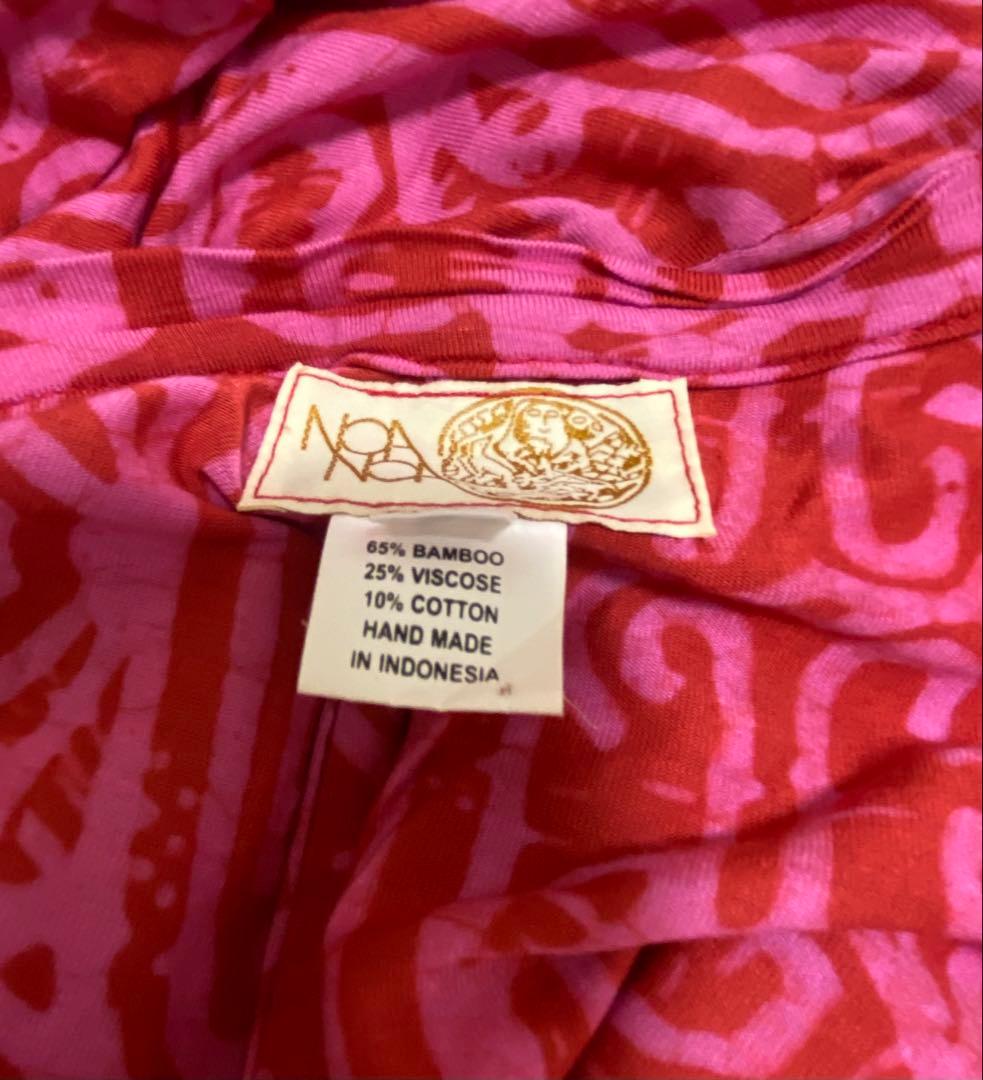 NOA
NOA
65% BAMBOO
25% VISCOSE
10% COTTON
HAND MADE
IN INDONESIA